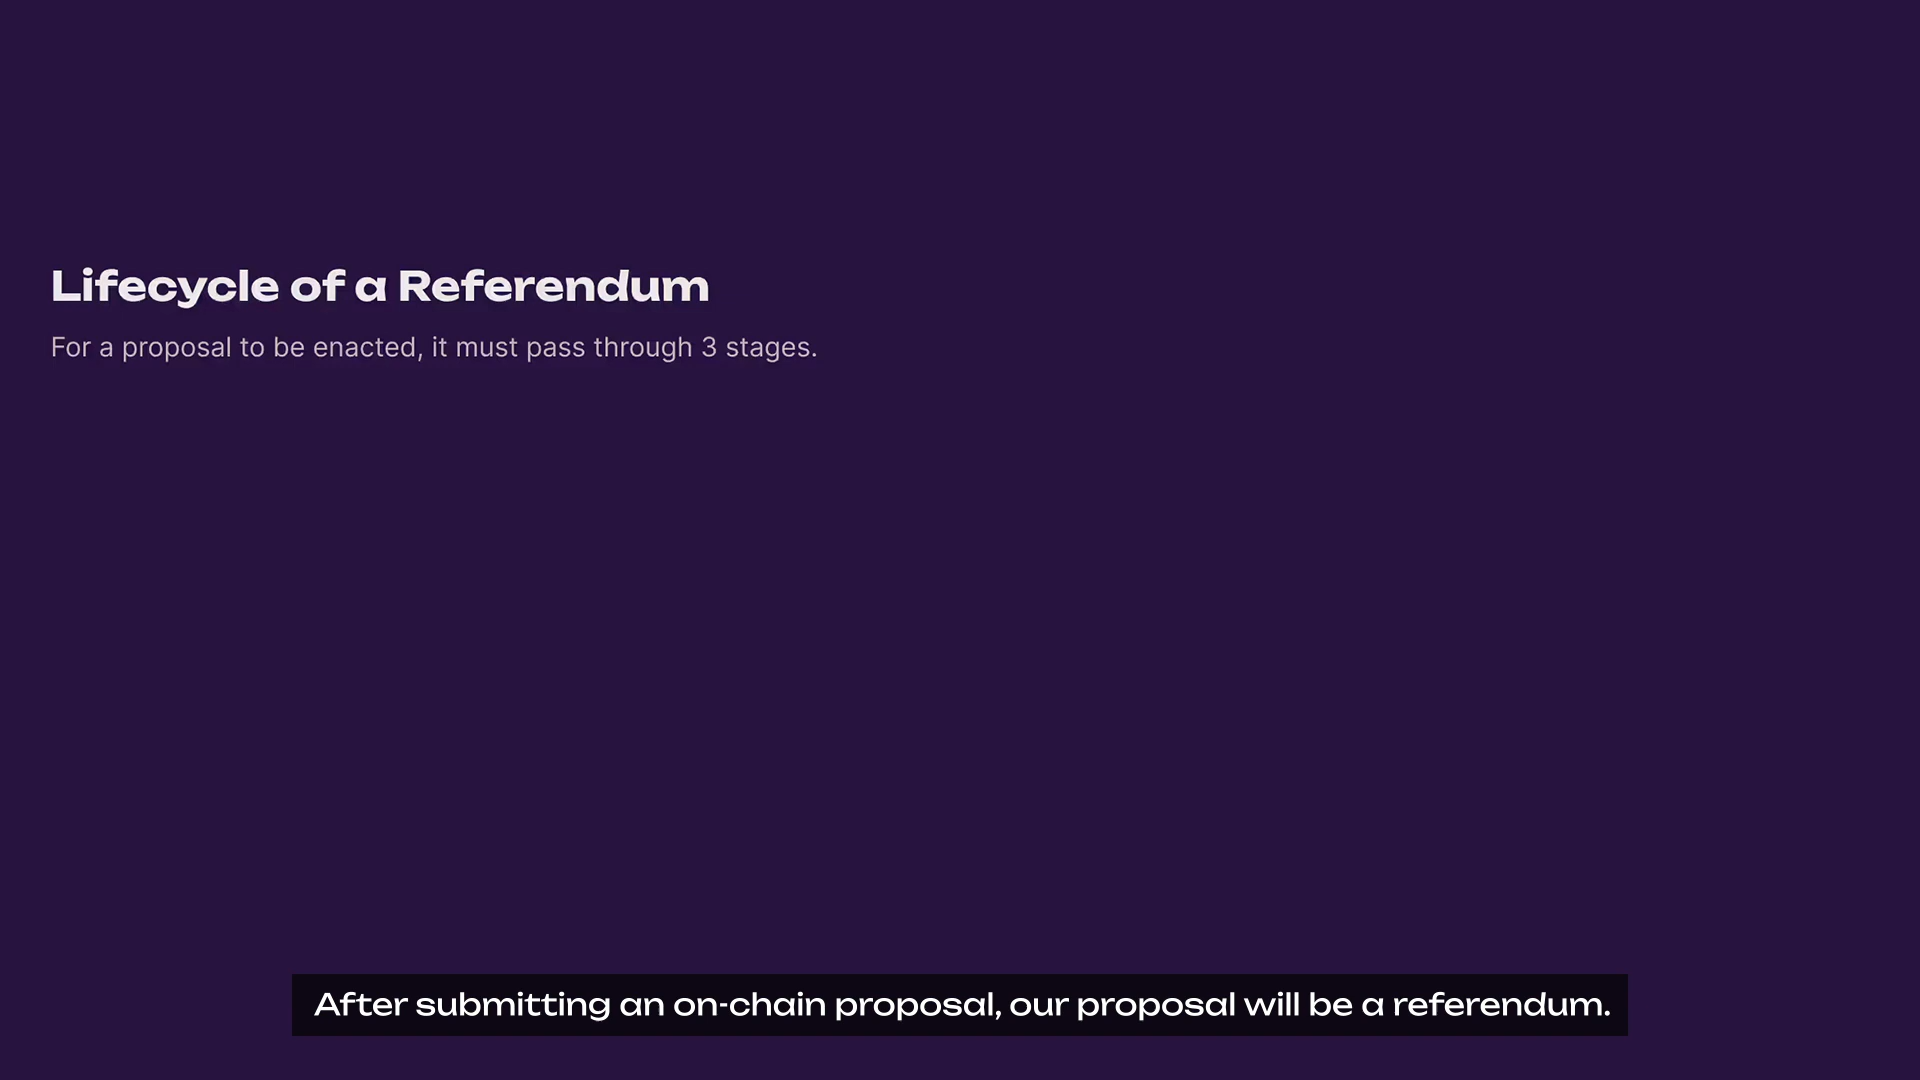 Lifecycle of a Referendum
For a proposal to be enacted, it must pass through 3 stages.
After submitting an on-chain proposal, our proposal will be a referendum.